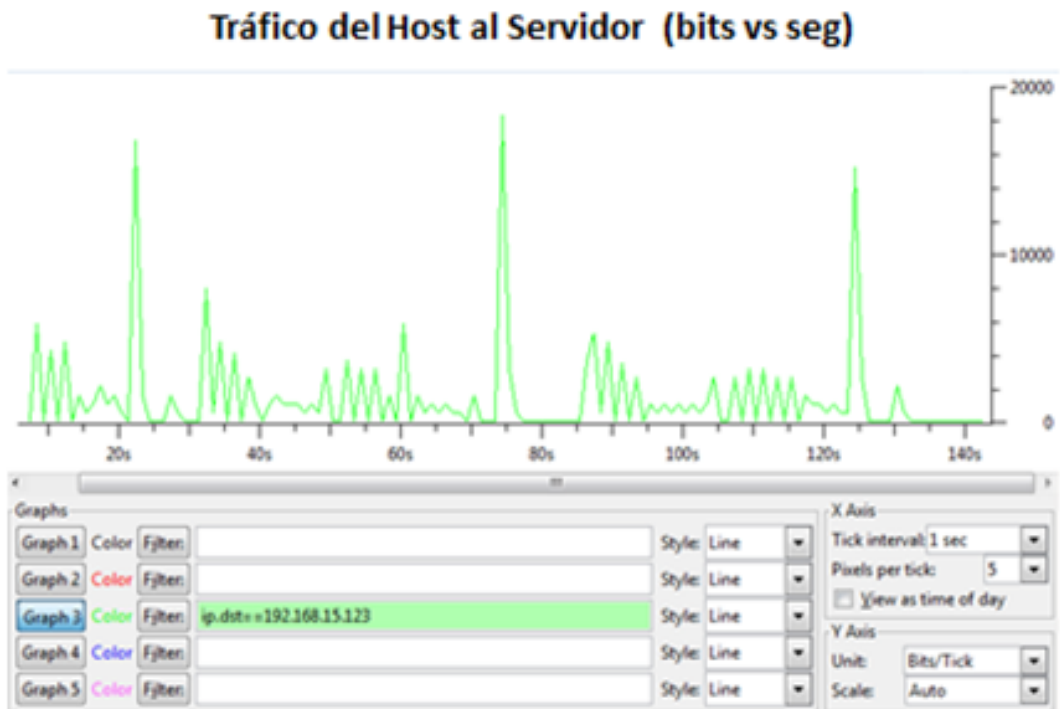 Tráfico del Host al Servidor (bits vs seg)
20000
10000
0
20s 40s 60s 80s 100s 120s 140s
Graphs
Graph 1 Color Filter: Style: Line
Graph 2 Color Filter: Style: Line
Graph 3 Color Filter: ip.dst==192.168.15.123 Style: Line
Graph 4 Color Filter: Style: Line
Graph 5 Color Filter: Style: Line
X Axis
Tick interval: 1 sec
Pixels per tick: 5
View as time of day
Y Axis
Unit: Bits/Tick
Scale: Auto